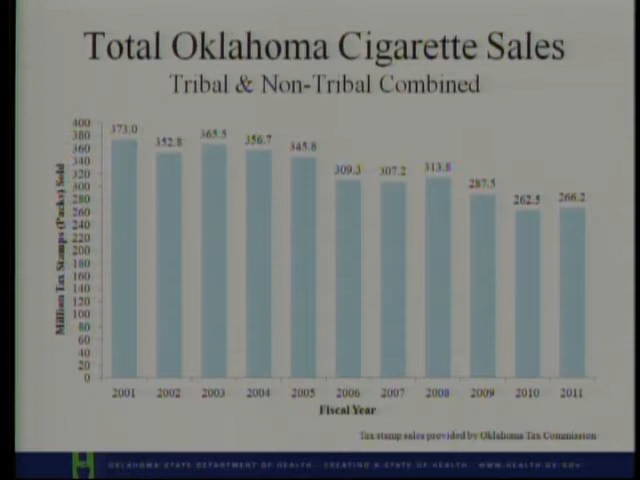 Total Oklahoma Cigarette Sales
Tribal & Non-Tribal Combined
Million Tax Stamps (Packs) Sold
400
380
360
340
320
300
280
260
240
220
200
180
160
140
120
100
80
60
40
20
0
373.0 352.8 365.5 356.7 345.8 309.3 307.2 313.8 287.5 262.5 266.2
2001 2002 2003 2004 2005 2006 2007 2008 2009 2010 2011
Fiscal Year
Tax stamp sales provided by Oklahoma Tax Commission
OKLAHOMA STATE DEPARTMENT OF HEALTH · CREATING A STATE OF HEALTH · WWW.HEALTH.OK.GOV